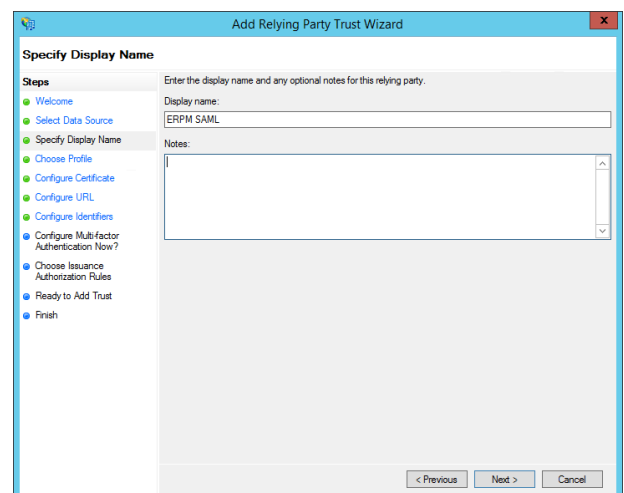 Add Relying Party Trust Wizard
x
Specify Display Name
Steps
Welcome
Select Data Source
Specify Display Name
Choose Profile
Configure Certificate
Configure URL
Configure Identifiers
Configure Multi-factor
Authentication Now?
Choose Issuance
Authorization Rules
Ready to Add Trust
Finish
Enter the display name and any optional notes for this relying party.
Display name:
ERPM SAML
Notes:
< Previous
Next >
Cancel